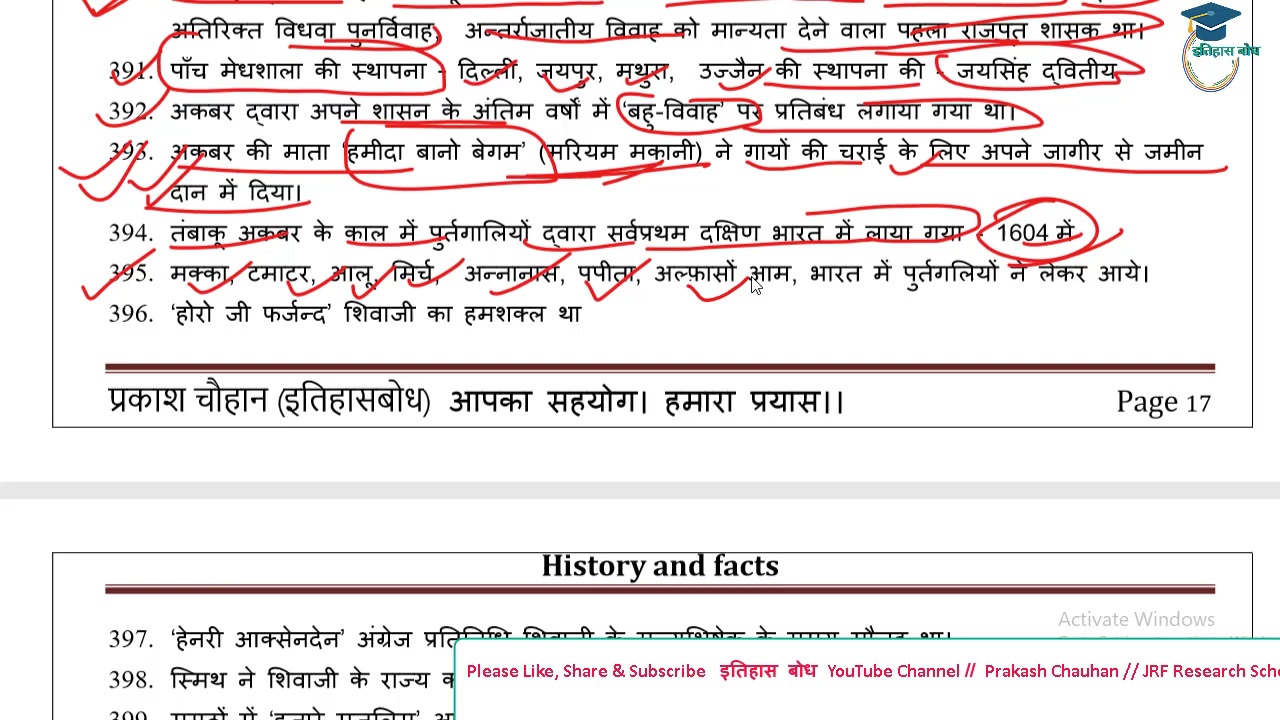 अतिरिक्त विधवा पुनर्विवाह, अन्तर्राजातीय विवाह को मान्यता देने वाला पहला राजपूत शासक था।
इतिहास बोध
391. पाँच मेधशाला की स्थापना - दिल्ली, जयपुर, मथुरा, उज्जैन की स्थापना की - जयसिंह द्वितीय
392. अकबर द्वारा अपने शासन के अंतिम वर्षों में ‘बहु-विवाह’ पर प्रतिबंध लगाया गया था।
393. अकबर की माता ‘हमीदा बानो बेगम’ (मरियम मकानी) ने गायों की चराई के लिए अपने जागीर से जमीन
दान में दिया।
394. तंबाकू अकबर के काल में पुर्तगालियों द्वारा सर्वप्रथम दक्षिण भारत में लाया गया - 1604 में
395. मक्का, टमाटर, आलू, मिर्च, अन्नानास, पपीता, अल्फ़ासों आम, भारत में पुर्तगलियों ने लेकर आये।
396. ‘होरो जी फर्जन्द’ शिवाजी का हमशक्ल था
प्रकाश चौहान (इतिहासबोध) आपका सहयोग। हमारा प्रयास।। Page 17
History and facts
Activate Windows
397. ‘हेनरी आक्सेनदेन’ अंग्रेज
398. स्मिथ ने शिवाजी के राज्य
Please Like, Share & Subscribe इतिहास बोध YouTube Channel // Prakash Chauhan // JRF Research
399.